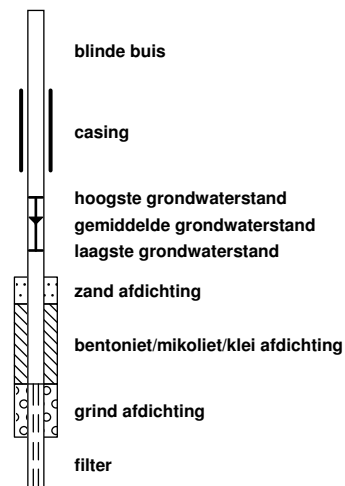 blinde buis
casing
hoogste grondwaterstand
gemiddelde grondwaterstand
laagste grondwaterstand
zand afdichting
bentoniet/mikoliet/klei afdichting
grind afdichting
filter